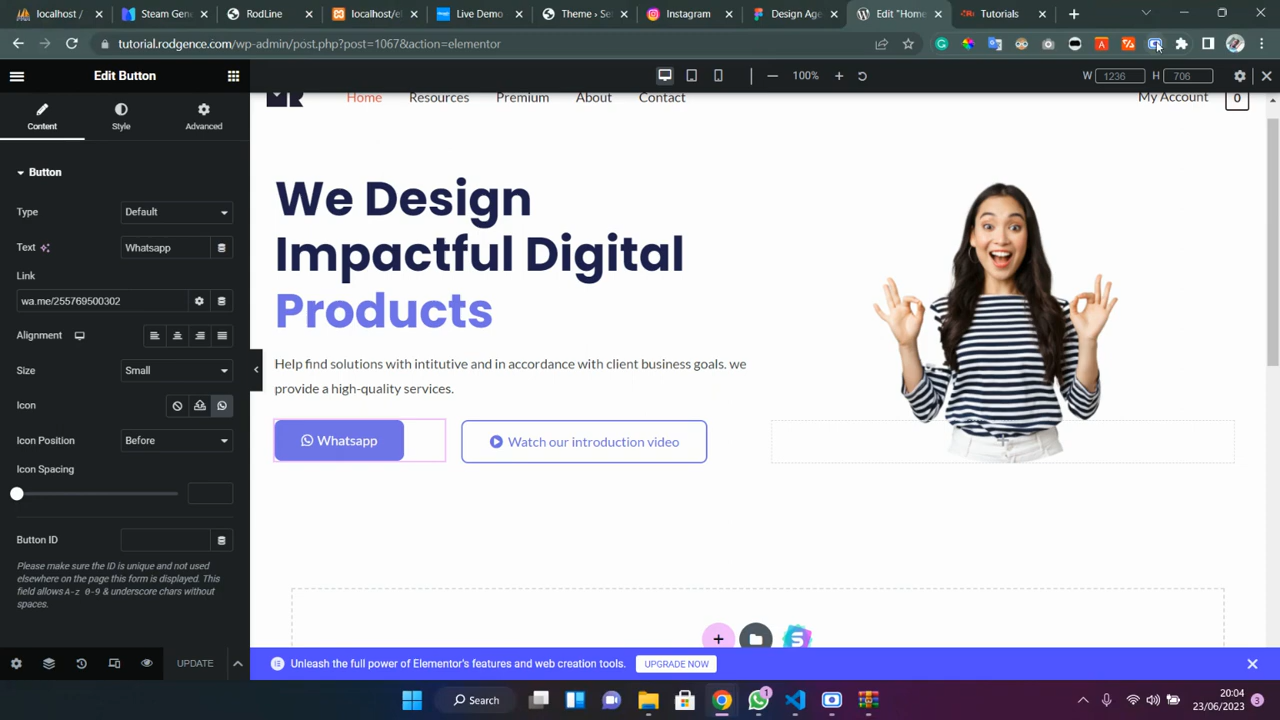 localhost /
Steam Gene
RodLine
localhost/el
Live Demo
Theme › Se
Instagram
Design Age
Edit "Home
Tutorials
tutorial.rodgence.com/wp-admin/post.php?post=1067&action=elementor
Edit Button
100%
W 1236 H 706
Content Style Advanced
Home Resources Premium About Contact
My Account 0
Button
Type Default
Text Whatsapp
Link
wa.me/255769500302
Alignment
Size Small
Icon
Icon Position Before
Icon Spacing
Button ID
Please make sure the ID is unique and not used
elsewhere on the page this form is displayed. This
field allows A-z 0-9 & underscore chars without
spaces.
UPDATE
We Design
Impactful Digital
Products
Help find solutions with intitutive and in accordance with client business goals. we
provide a high-quality services.
Whatsapp
Watch our introduction video
Unleash the full power of Elementor's features and web creation tools. UPGRADE NOW
Search
1
20:04
23/06/2023
3